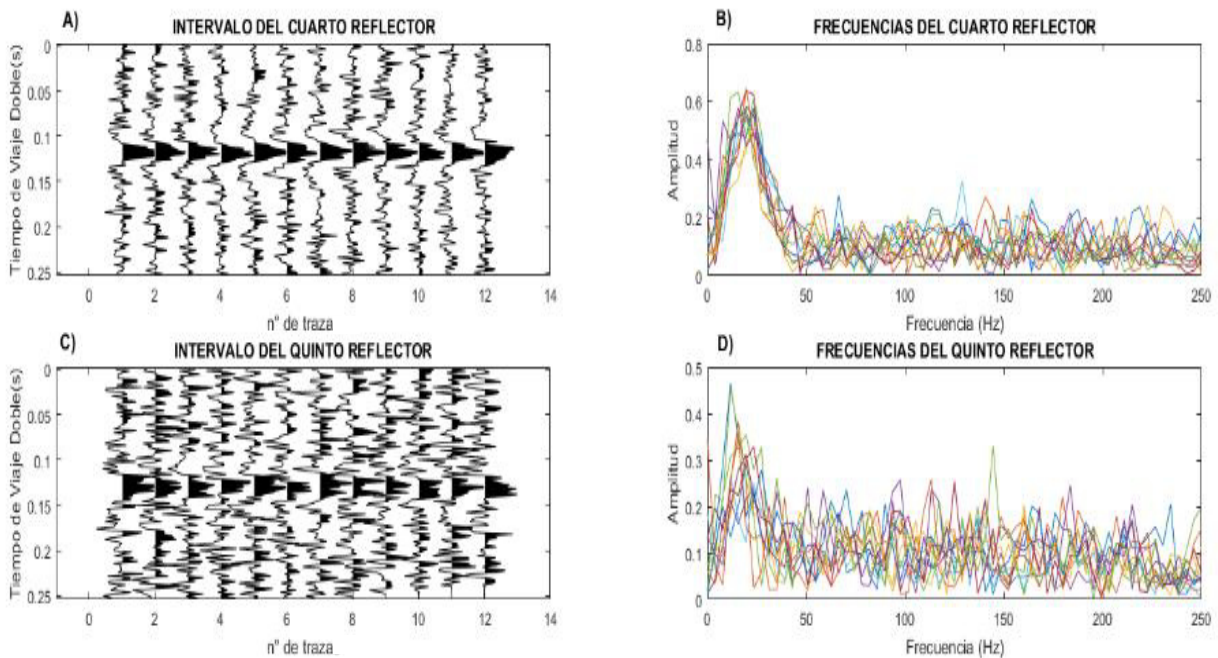 A)
INTERVALO DEL CUARTO REFLECTOR
Tiempo de Viaje Doble(s)
0
0.05
0.1
0.15
0.2
0.25
0 2 4 6 8 10 12 14
nº de traza
B)
FRECUENCIAS DEL CUARTO REFLECTOR
Amplitud
0.8
0.6
0.4
0.2
0
0 50 100 150 200 250
Frecuencia (Hz)
C)
INTERVALO DEL QUINTO REFLECTOR
Tiempo de Viaje Doble(s)
0
0.05
0.1
0.15
0.2
0.25
0 2 4 6 8 10 12 14
nº de traza
D)
FRECUENCIAS DEL QUINTO REFLECTOR
Amplitud
0.5
0.4
0.3
0.2
0.1
0
0 50 100 150 200 250
Frecuencia (Hz)